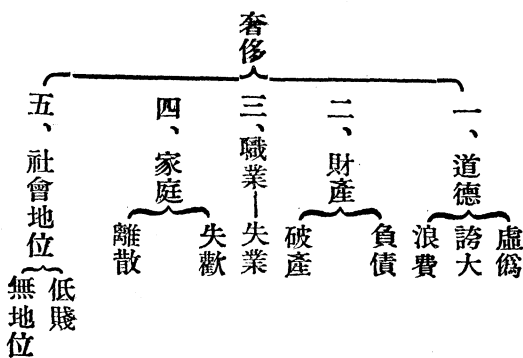 奢侈
一、道德
虛僞
誇大
浪費
二、財產
負債
破產
三、職業
失業
四、家庭
失歡
離散
五、社會地位
低賤
無地位